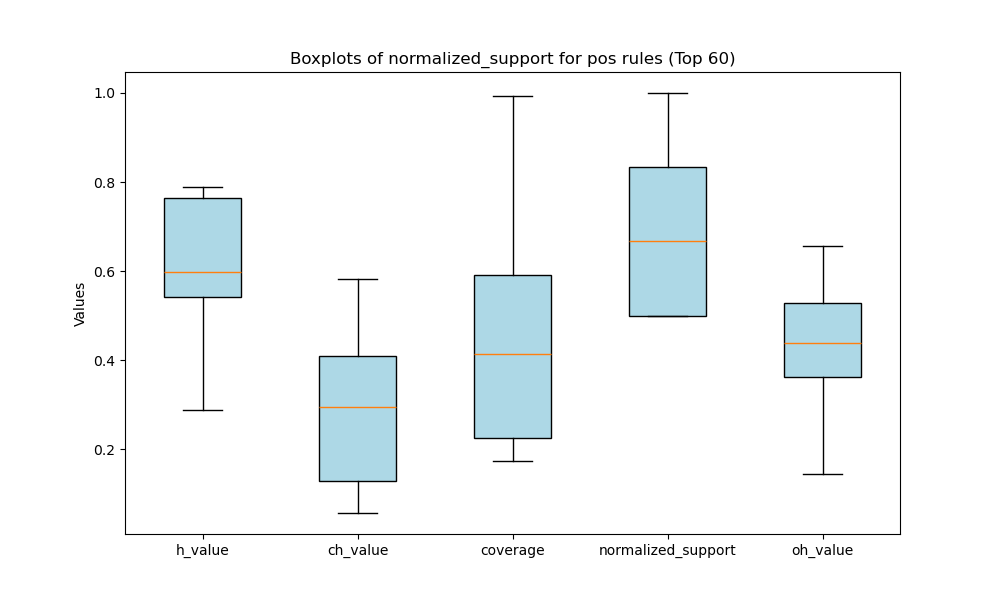 Boxplots of normalized_support for pos rules (Top 60)
1.0
0.8
0.6
0.4
0.2
Values
h_value
ch_value
coverage
normalized_support
oh_value